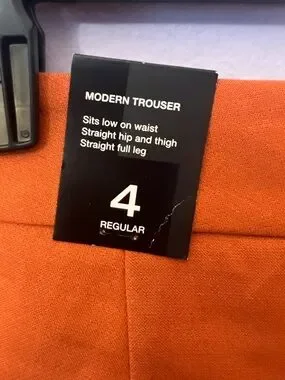 MODERN TROUSER
Sits low on waist
Straight hip and thigh
Straight full leg
4
REGULAR